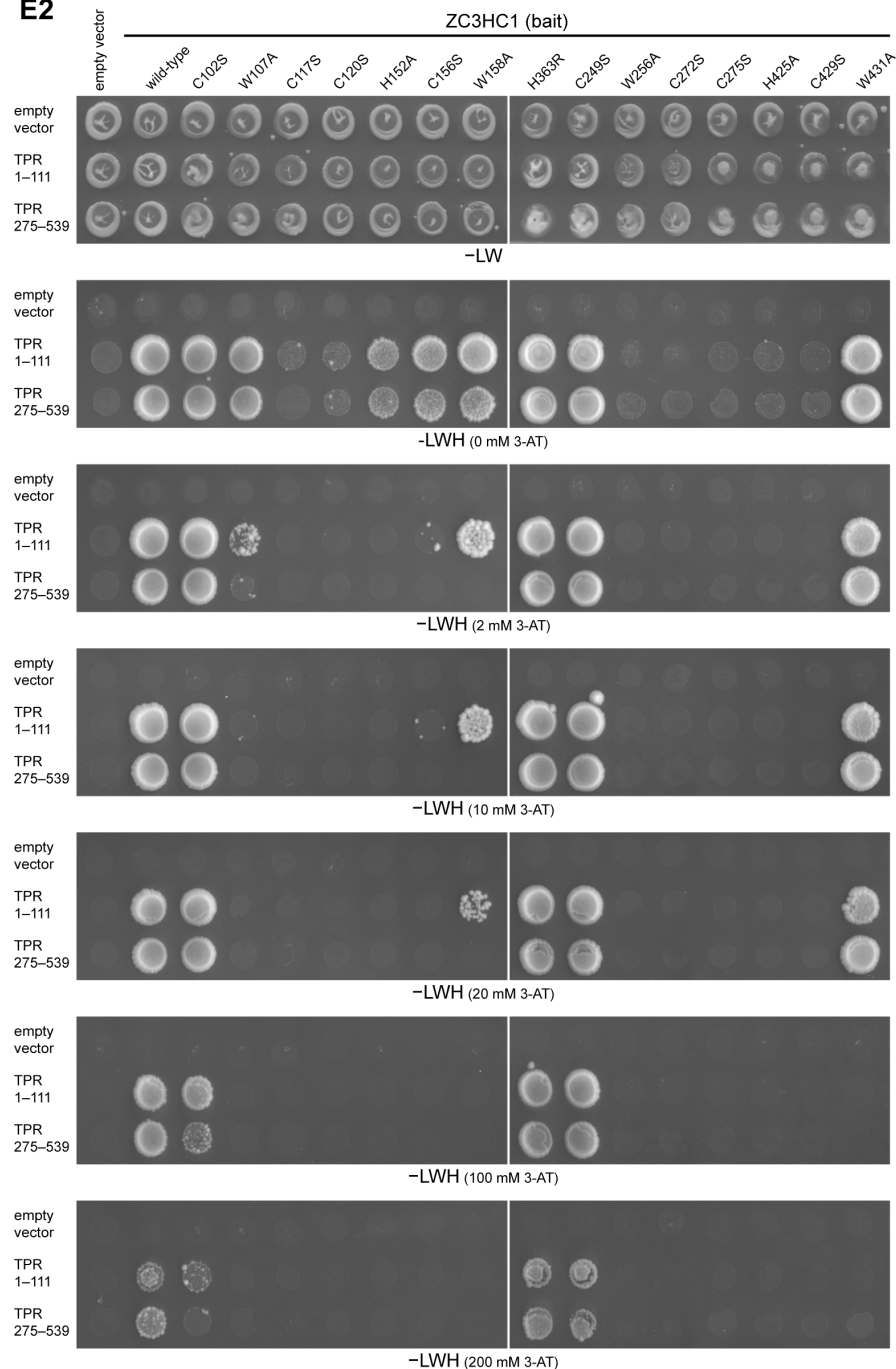 E2
ZC3HC1 (bait)
empty vector
wild-type
C102S
W107A
C117S
C120S
H152A
C156S
W158A
H363R
C249S
W256A
C272S
C275S
H425A
C429S
W431A
empty
vector
TPR
1–111
TPR
275–539
−LW
empty
vector
TPR
1–111
TPR
275–539
-LWH (0 mM 3-AT)
empty
vector
TPR
1–111
TPR
275–539
−LWH (2 mM 3-AT)
empty
vector
TPR
1–111
TPR
275–539
−LWH (10 mM 3-AT)
empty
vector
TPR
1–111
TPR
275–539
−LWH (20 mM 3-AT)
empty
vector
TPR
1–111
TPR
275–539
−LWH (100 mM 3-AT)
empty
vector
TPR
1–111
TPR
275–539
−LWH (200 mM 3-AT)